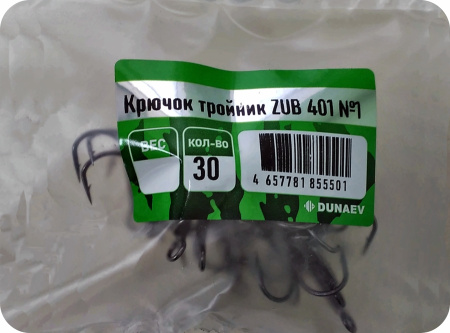 Крючок тройник ZUB 401 №1
ВЕС
КОЛ-ВО
30
4 657781 855501
DUNAEV